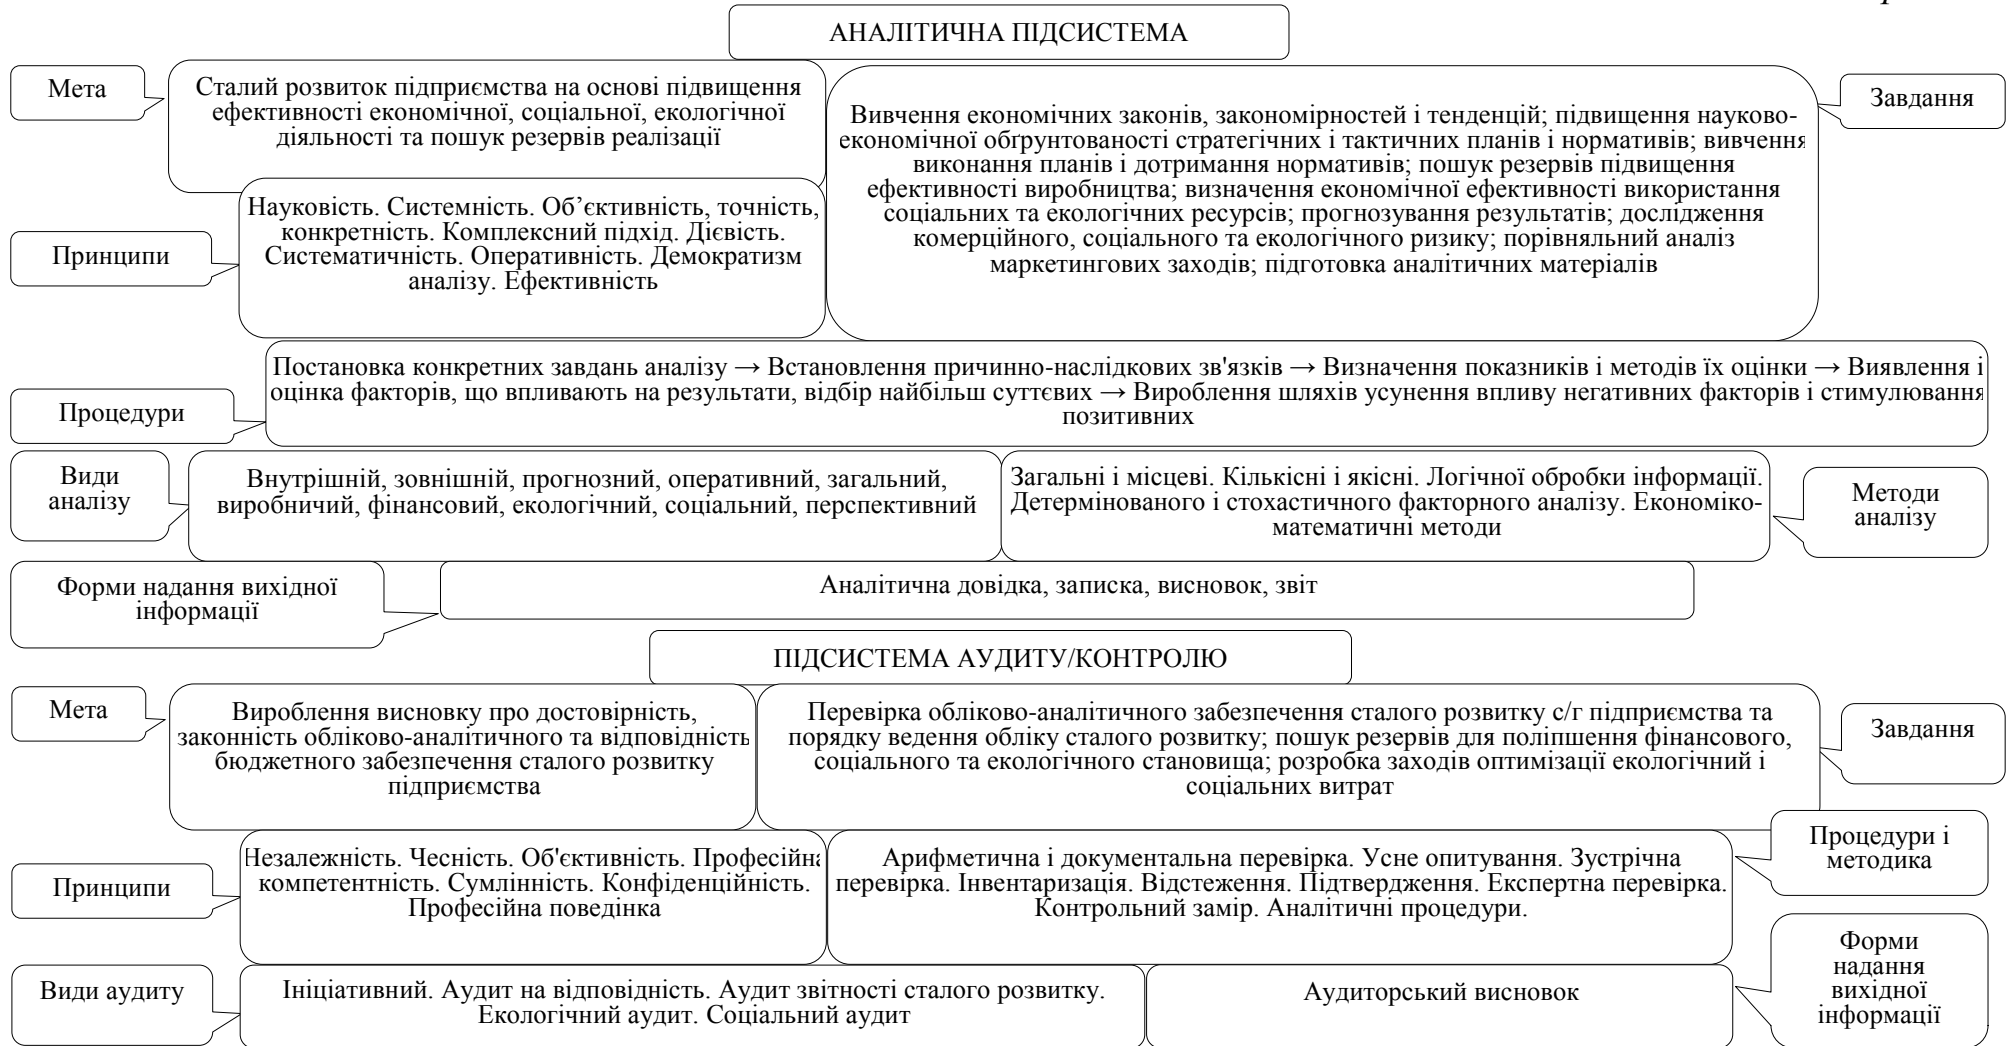 АНАЛІТИЧНА ПІДСИСТЕМА
Мета
Сталий розвиток підприємства на основі підвищення
ефективності економічної, соціальної, екологічної
діяльності та пошук резервів реалізації
Вивчення економічних законів, закономірностей і тенденцій; підвищення науково-
економічної обґрунтованості стратегічних і тактичних планів і нормативів; вивчення
виконання планів і дотримання нормативів; пошук резервів підвищення
ефективності виробництва; визначення економічної ефективності використання
соціальних та екологічних ресурсів; прогнозування результатів; дослідження
комерційного, соціального та екологічного ризику; порівняльний аналіз
маркетингових заходів; підготовка аналітичних матеріалів
Завдання
Принципи
Науковість. Системність. Об’єктивність, точність,
конкретність. Комплексний підхід. Дієвість.
Систематичність. Оперативність. Демократизм
аналізу. Ефективність
Процедури
Постановка конкретних завдань аналізу → Встановлення причинно-наслідкових зв'язків → Визначення показників і методів їх оцінки → Виявлення і
оцінка факторів, що впливають на результати, відбір найбільш суттєвих → Вироблення шляхів усунення впливу негативних факторів і стимулювання
позитивних
Види
аналізу
Внутрішній, зовнішній, прогнозний, оперативний, загальний,
виробничий, фінансовий, екологічний, соціальний, перспективний
Загальні і місцеві. Кількісні і якісні. Логічної обробки інформації.
Детермінованого і стохастичного факторного аналізу. Економіко-
математичні методи
Методи
аналізу
Форми надання вихідної
інформації
Аналітична довідка, записка, висновок, звіт
ПІДСИСТЕМА АУДИТУ/КОНТРОЛЮ
Мета
Вироблення висновку про достовірність,
законність обліково-аналітичного та відповідність
бюджетного забезпечення сталого розвитку
підприємства
Перевірка обліково-аналітичного забезпечення сталого розвитку с/г підприємства та
порядку ведення обліку сталого розвитку; пошук резервів для поліпшення фінансового,
соціального та екологічного становища; розробка заходів оптимізації екологічний і
соціальних витрат
Завдання
Принципи
Незалежність. Чесність. Об'єктивність. Професійна
компетентність. Сумлінність. Конфіденційність.
Професійна поведінка
Арифметична і документальна перевірка. Усне опитування. Зустрічна
перевірка. Інвентаризація. Відстеження. Підтвердження. Експертна перевірка.
Контрольний замір. Аналітичні процедури.
Процедури і
методика
Види аудиту
Ініціативний. Аудит на відповідність. Аудит звітності сталого розвитку.
Екологічний аудит. Соціальний аудит
Аудиторський висновок
Форми
надання
вихідної
інформації